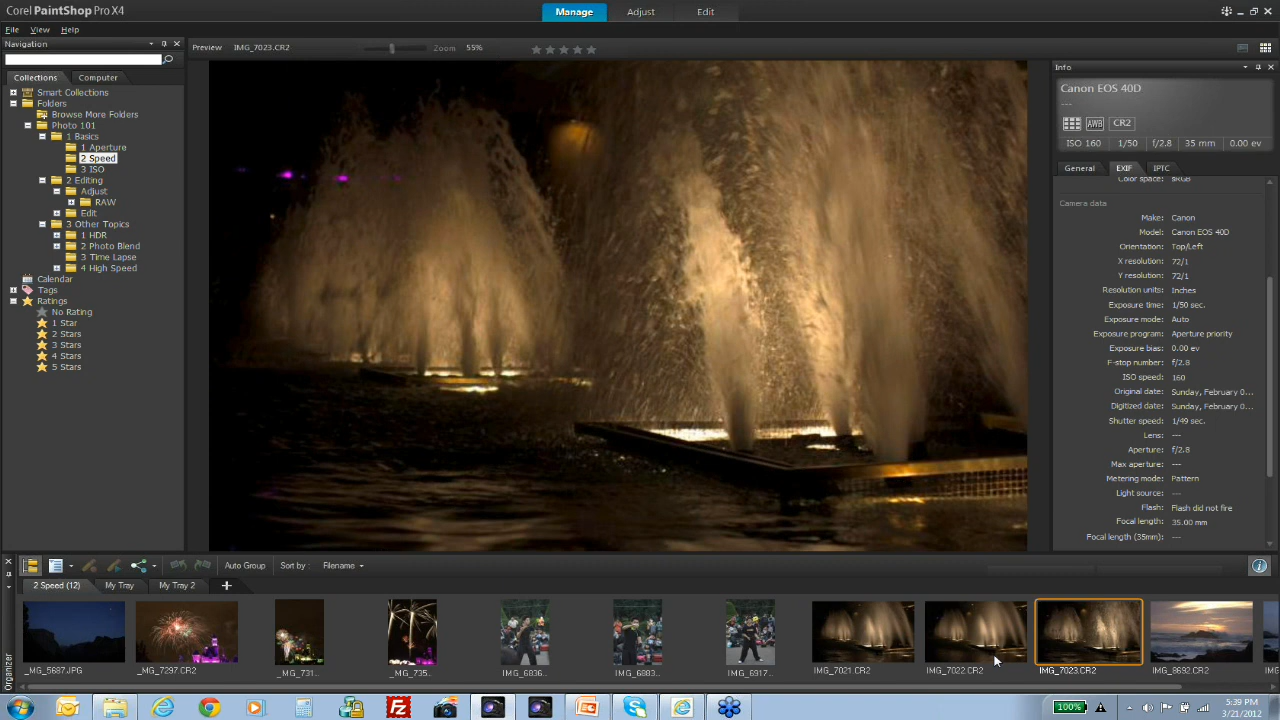 Corel PaintShop Pro X4
Manage
Adjust
Edit
File View Help
Navigation
Collections Computer
Smart Collections
Folders
Browse More Folders
Photo 101
1 Basics
1 Aperture
2 Speed
3 ISO
2 Editing
Adjust
RAW
Edit
3 Other Topics
1 HDR
2 Photo Blend
3 Time Lapse
4 High Speed
Calendar
Tags
Ratings
No Rating
1 Star
2 Stars
3 Stars
4 Stars
5 Stars
Preview IMG_7023.CR2 Zoom 55%
Info
Canon EOS 40D
---
AWB CR2
ISO 160 1/50 f/2.8 35 mm 0.00 ev
General EXIF IPTC
Color space: sRGB
Camera data
Make: Canon
Model: Canon EOS 40D
Orientation: Top/Left
X resolution: 72/1
Y resolution: 72/1
Resolution units: Inches
Exposure time: 1/50 sec.
Exposure mode: Auto
Exposure program: Aperture priority
Exposure bias: 0.00 ev
F-stop number: f/2.8
ISO speed: 160
Original date: Sunday, February 0...
Digitized date: Sunday, February 0...
Shutter speed: 1/49 sec.
Lens: ---
Aperture: f/2.8
Max aperture: ---
Metering mode: Pattern
Light source: ---
Flash: Flash did not fire
Focal length: 35.00 mm
Focal length (35mm): ---
Organizer
Auto Group Sort by : Filename
2 Speed (12) My Tray My Tray 2 +
_MG_5687.JPG _MG_7297.CR2 _MG_731... _MG_735... IMG_6836... IMG_6883... IMG_6917... IMG_7021.CR2 IMG_7022.CR2 IMG_7023.CR2 IMG_8692.CR2 IM
100% 5:39 PM
3/21/2012